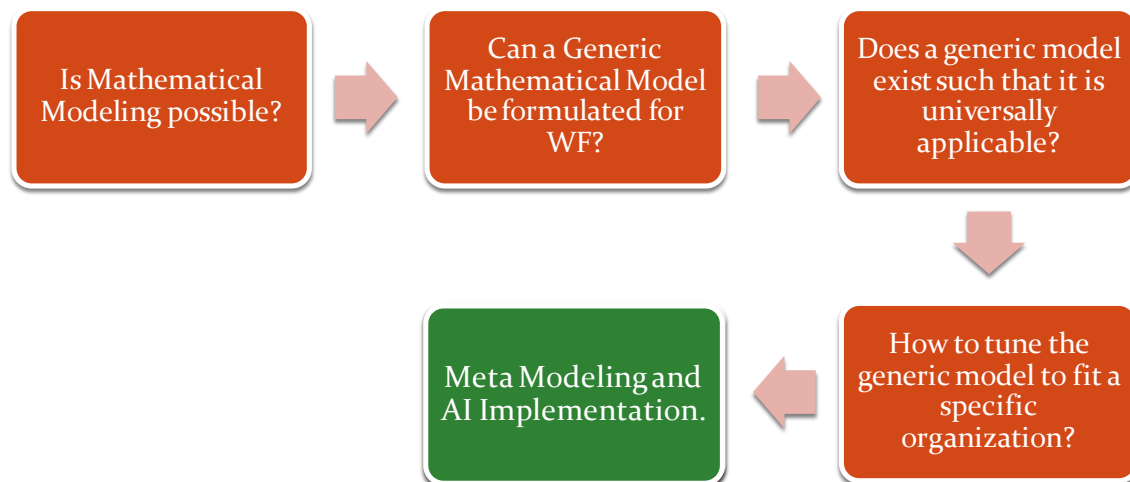 Is Mathematical
Modeling possible?
Can a Generic
Mathematical Model
be formulated for
WF?
Does a generic model
exist such that it is
universally
applicable?
How to tune the
generic model to fit a
specific
organization?
Meta Modeling and
AI Implementation.